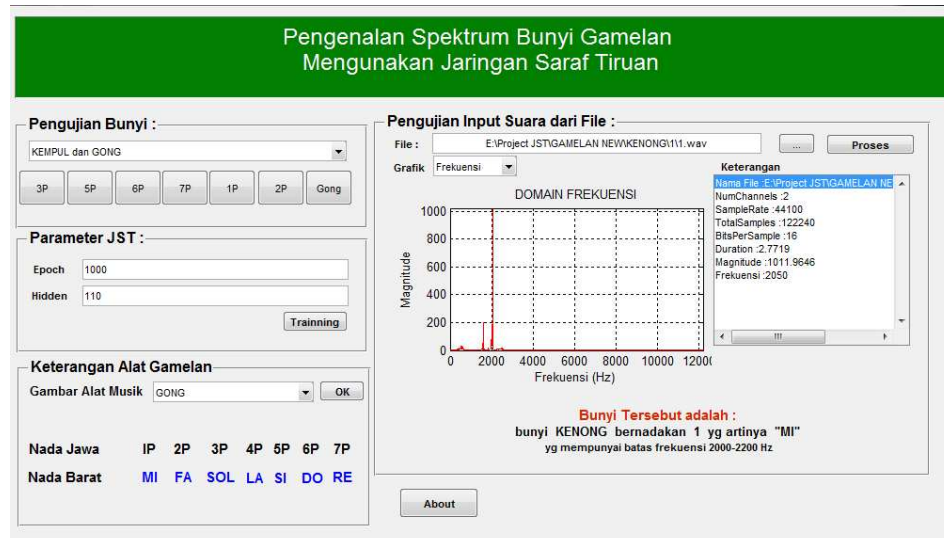 Pengenalan Spektrum Bunyi Gamelan
Mengunakan Jaringan Saraf Tiruan
Pengujian Bunyi :
KEMPUL dan GONG
3P 5P 6P 7P 1P 2P Gong
Parameter JST :
Epoch 1000
Hidden 110
Trainning
Keterangan Alat Gamelan
Gambar Alat Musik GONG OK
Nada Jawa IP 2P 3P 4P 5P 6P 7P
Nada Barat MI FA SOL LA SI DO RE
Pengujian Input Suara dari File :
File : E:\Project JST\GAMELAN NEW\KENONG\1\1.wav ... Proses
Grafik Frekuensi
Keterangan
Nama File :E:\Project JST\GAMELAN NE
NumChannels :2
SampleRate :44100
TotalSamples :122240
BitsPerSample :16
Duration :2.7719
Magnitude :1011.9646
Frekuensi :2050
DOMAIN FREKUENSI
Magnitude
1000
800
600
400
200
0
0 2000 4000 6000 8000 10000 1200
Frekuensi (Hz)
Bunyi Tersebut adalah :
bunyi KENONG bernadakan 1 yg artinya "MI"
yg mempunyai batas frekuensi 2000-2200 Hz
About